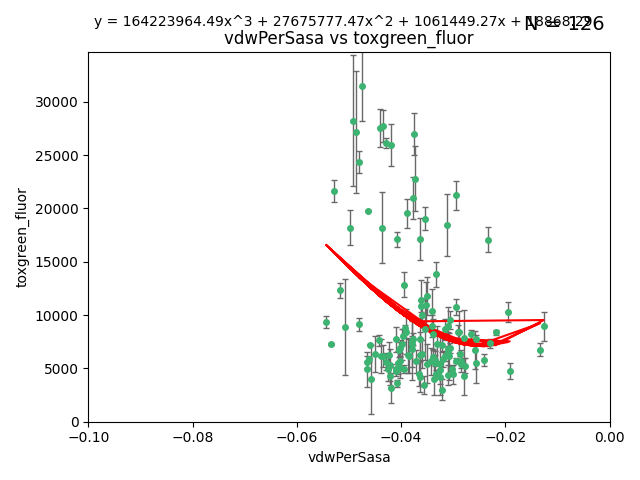 y = 164223964.49x^3 + 27675777.47x^2 + 1061449.27x +
N = 126
vdwPerSasa vs toxgreen_fluor
toxgreen_fluor
30000
25000
20000
15000
10000
5000
0
−0.10 −0.08 −0.06 −0.04 −0.02 0.00
vdwPerSasa